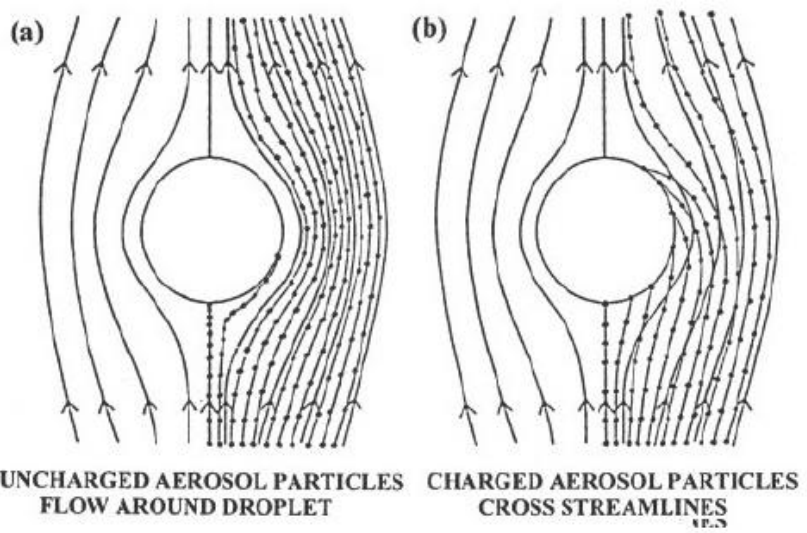 (a)
(b)
UNCHARGED AEROSOL PARTICLES
FLOW AROUND DROPLET
CHARGED AEROSOL PARTICLES
CROSS STREAMLINES